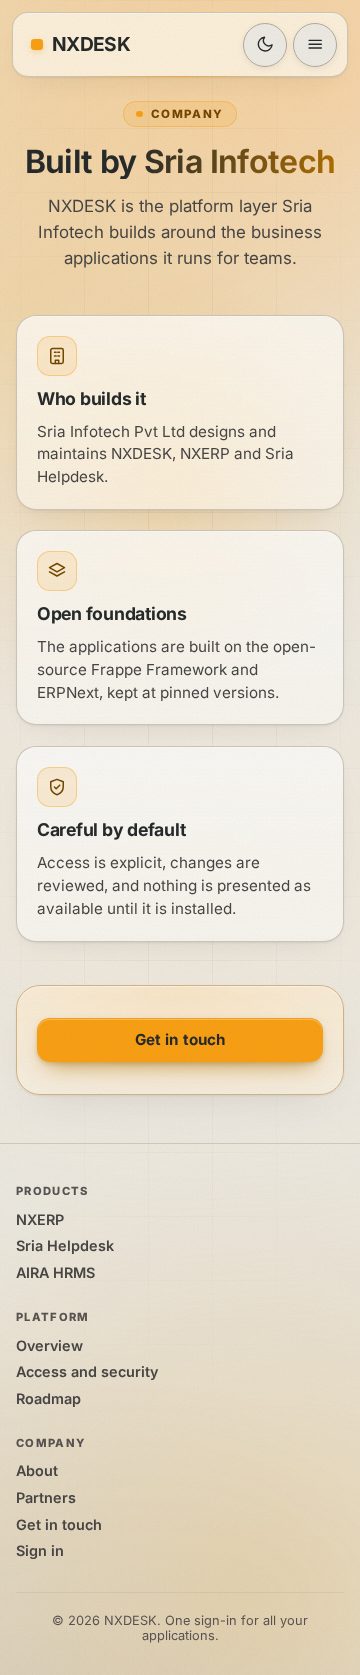 NXDESK
COMPANY
Built by Sria Infotech
NXDESK is the platform layer Sria
Infotech builds around the business
applications it runs for teams.
Who builds it
Sria Infotech Pvt Ltd designs and
maintains NXDESK, NXERP and Sria
Helpdesk.
Open foundations
The applications are built on the open-
source Frappe Framework and
ERPNext, kept at pinned versions.
Careful by default
Access is explicit, changes are
reviewed, and nothing is presented as
available until it is installed.
Get in touch
PRODUCTS
NXERP
Sria Helpdesk
AIRA HRMS
PLATFORM
Overview
Access and security
Roadmap
COMPANY
About
Partners
Get in touch
Sign in
© 2026 NXDESK. One sign-in for all your
applications.